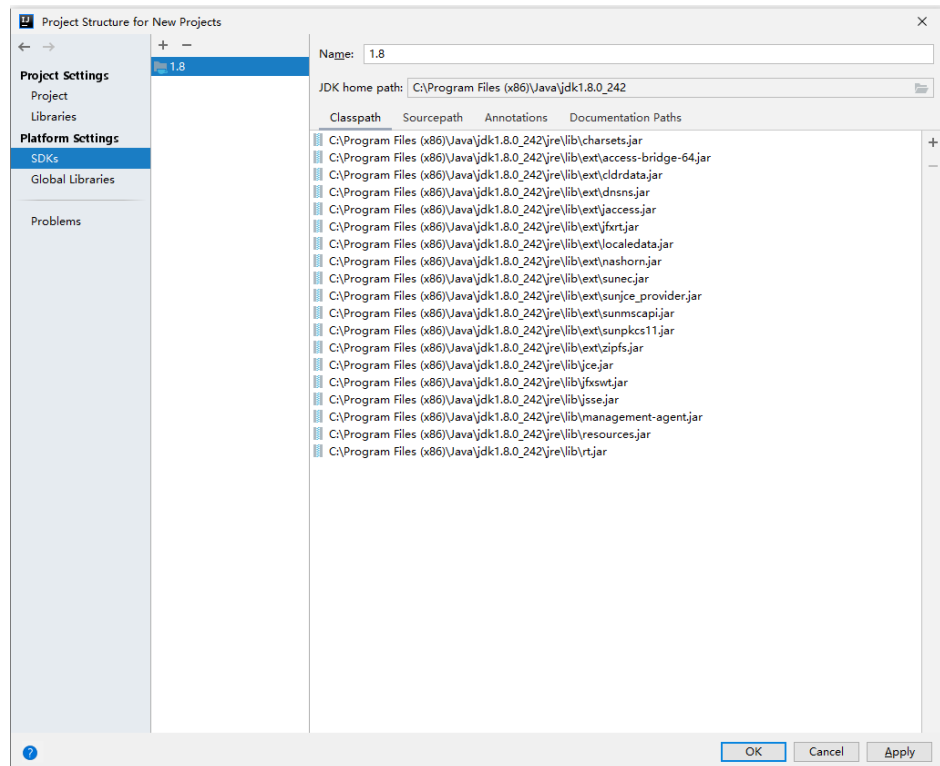 Project Structure for New Projects
Project Settings
Project
Libraries
Platform Settings
SDKs
Global Libraries
Problems
1.8
Name: 1.8
JDK home path: C:\Program Files (x86)\Java\jdk1.8.0_242
Classpath Sourcepath Annotations Documentation Paths
C:\Program Files (x86)\Java\jdk1.8.0_242\jre\lib\charsets.jar
C:\Program Files (x86)\Java\jdk1.8.0_242\jre\lib\ext\access-bridge-64.jar
C:\Program Files (x86)\Java\jdk1.8.0_242\jre\lib\ext\cldrdata.jar
C:\Program Files (x86)\Java\jdk1.8.0_242\jre\lib\ext\dnsns.jar
C:\Program Files (x86)\Java\jdk1.8.0_242\jre\lib\ext\jaccess.jar
C:\Program Files (x86)\Java\jdk1.8.0_242\jre\lib\ext\jfxrt.jar
C:\Program Files (x86)\Java\jdk1.8.0_242\jre\lib\ext\localedata.jar
C:\Program Files (x86)\Java\jdk1.8.0_242\jre\lib\ext\nashorn.jar
C:\Program Files (x86)\Java\jdk1.8.0_242\jre\lib\ext\sunec.jar
C:\Program Files (x86)\Java\jdk1.8.0_242\jre\lib\ext\sunjce_provider.jar
C:\Program Files (x86)\Java\jdk1.8.0_242\jre\lib\ext\sunmscapi.jar
C:\Program Files (x86)\Java\jdk1.8.0_242\jre\lib\ext\sunpkcs11.jar
C:\Program Files (x86)\Java\jdk1.8.0_242\jre\lib\ext\zipfs.jar
C:\Program Files (x86)\Java\jdk1.8.0_242\jre\lib\jce.jar
C:\Program Files (x86)\Java\jdk1.8.0_242\jre\lib\jfxswt.jar
C:\Program Files (x86)\Java\jdk1.8.0_242\jre\lib\jsse.jar
C:\Program Files (x86)\Java\jdk1.8.0_242\jre\lib\management-agent.jar
C:\Program Files (x86)\Java\jdk1.8.0_242\jre\lib\resources.jar
C:\Program Files (x86)\Java\jdk1.8.0_242\jre\lib\rt.jar
OK Cancel Apply